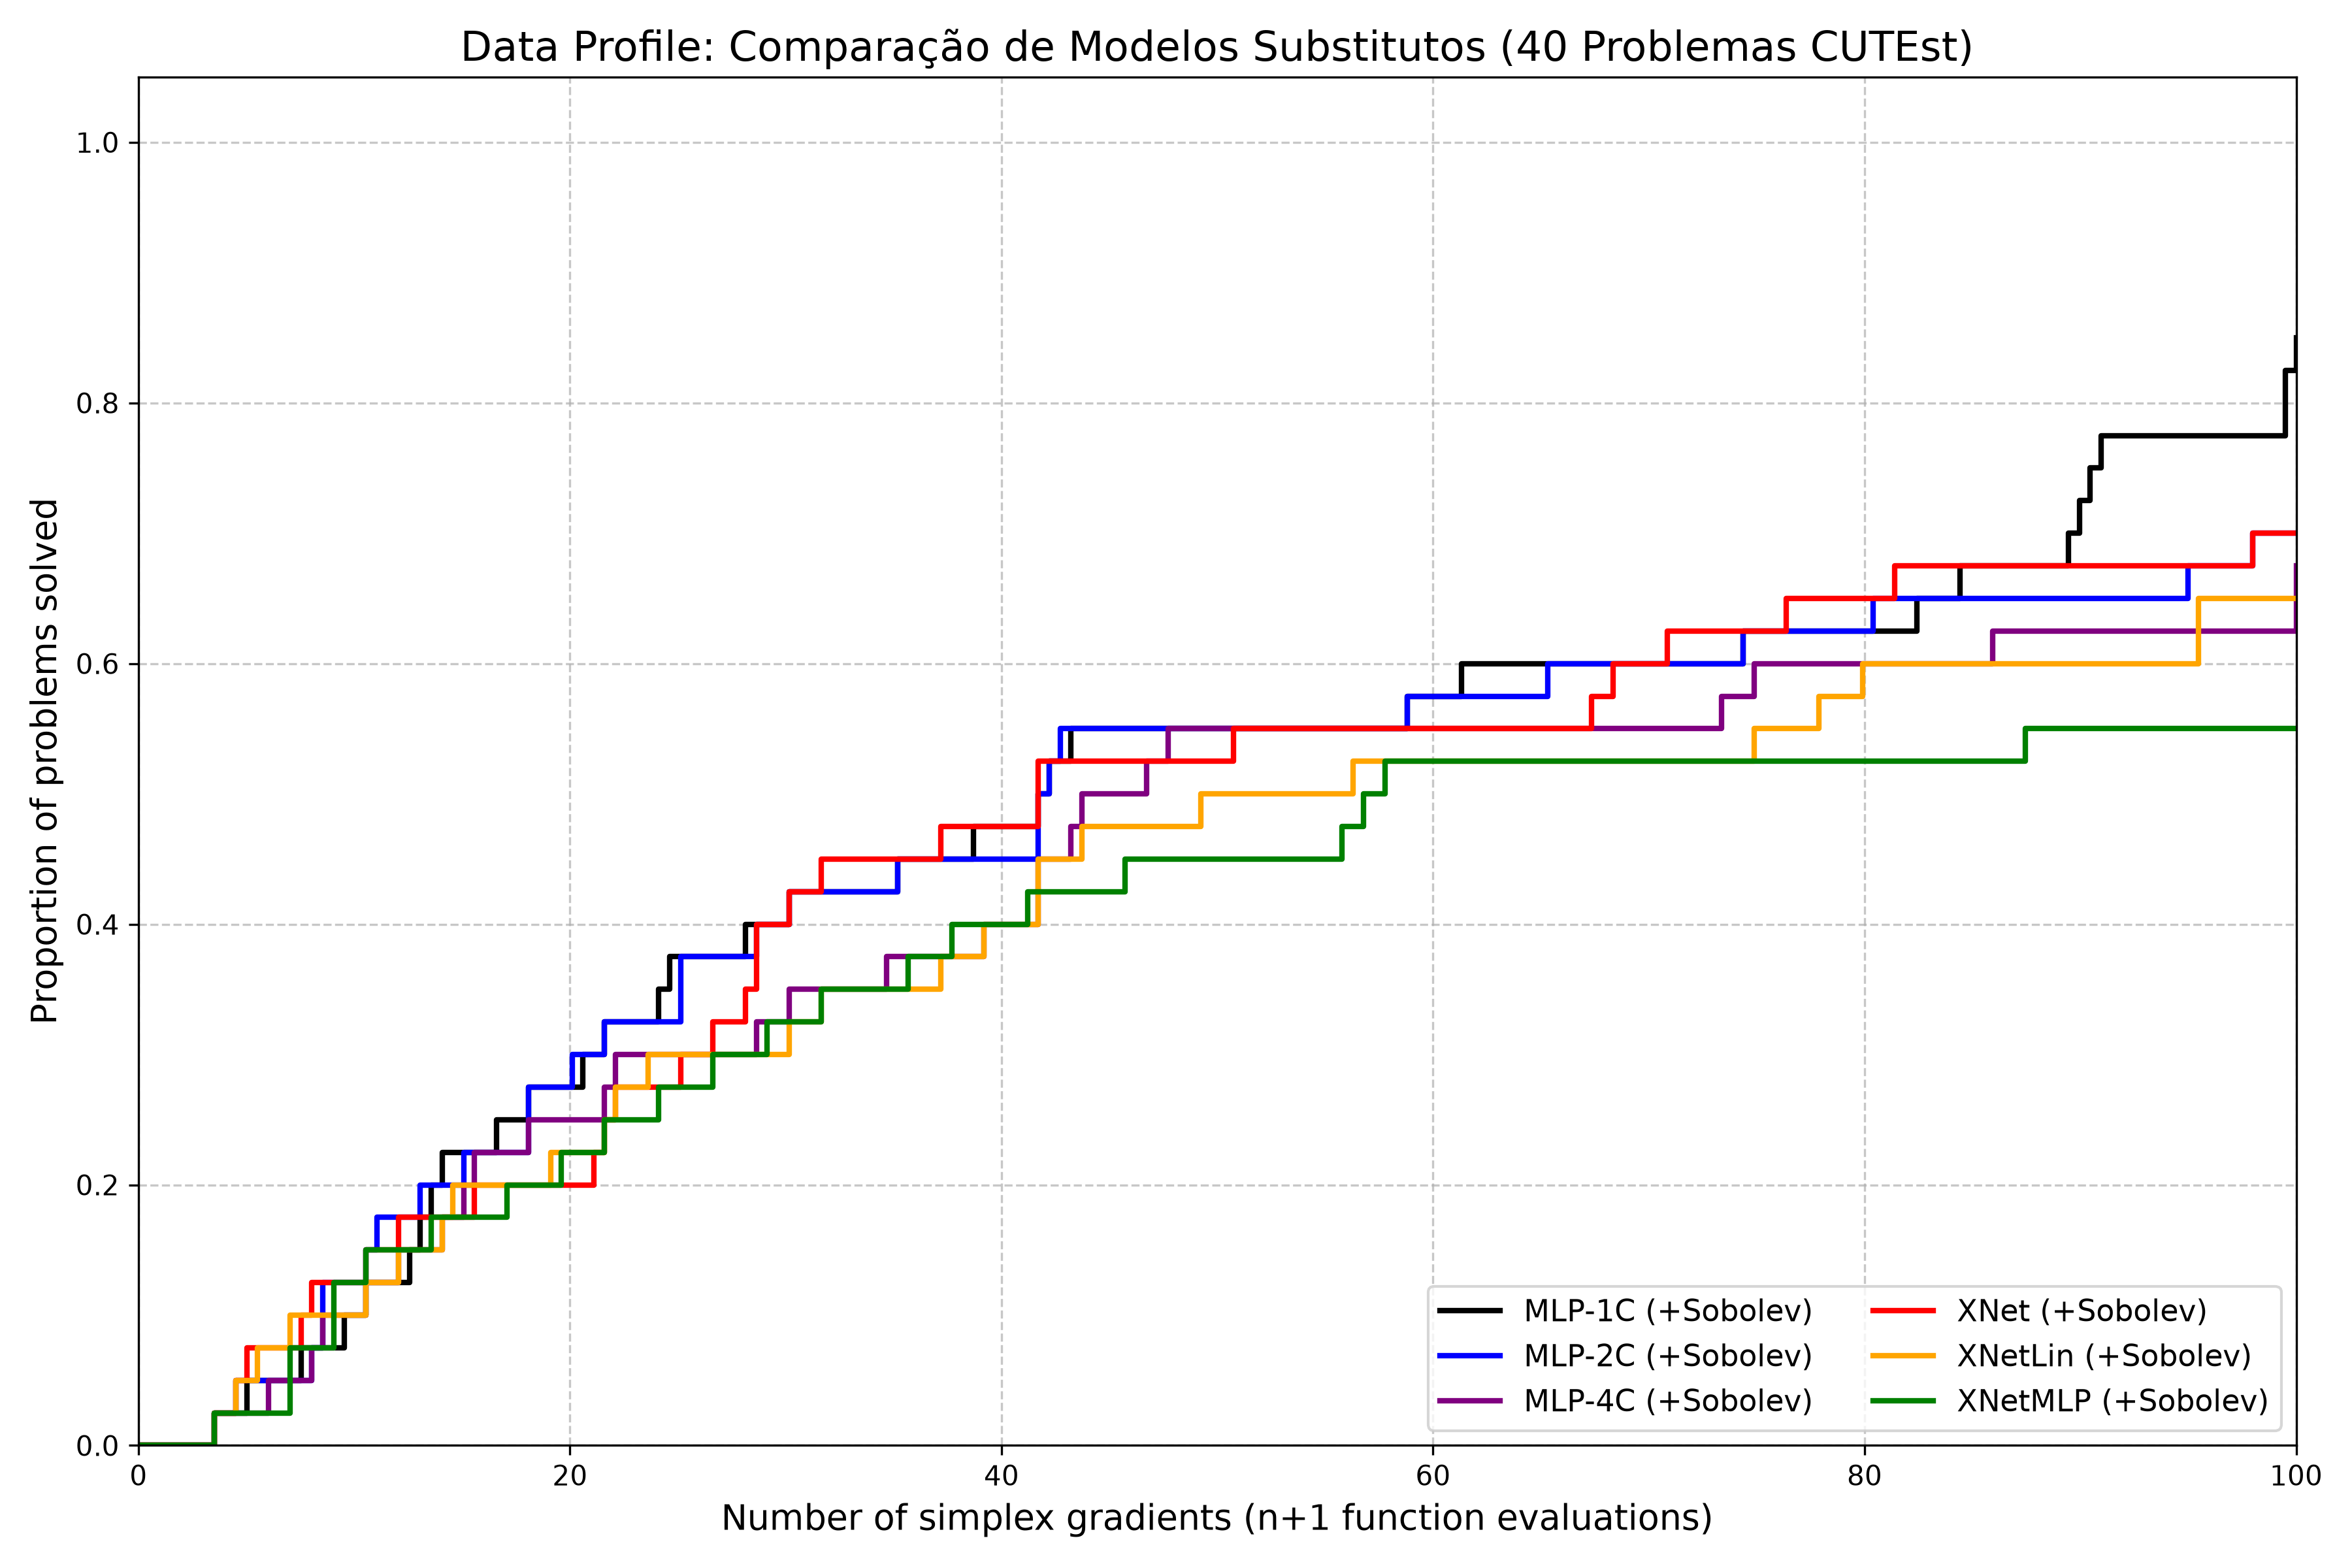 Data Profile: Comparação de Modelos Substitutos (40 Problemas CUTEst)
Proportion of problems solved
1.0
0.8
0.6
0.4
0.2
0.0
0 20 40 60 80 100
Number of simplex gradients (n+1 function evaluations)
MLP-1C (+Sobolev)
MLP-2C (+Sobolev)
MLP-4C (+Sobolev)
XNet (+Sobolev)
XNetLin (+Sobolev)
XNetMLP (+Sobolev)